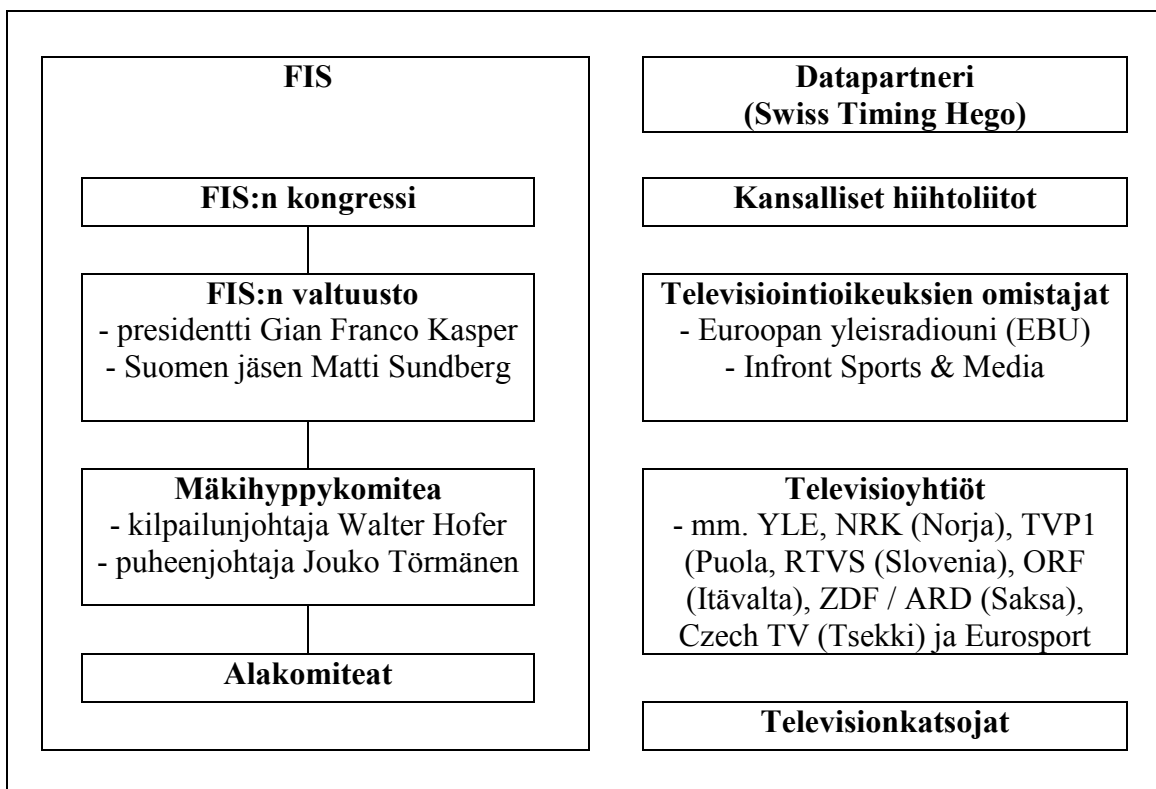 FIS
FIS:n kongressi
FIS:n valtuusto
- presidentti Gian Franco Kasper
- Suomen jäsen Matti Sundberg
Mäkihyppykomitea
- kilpailunjohtaja Walter Hofer
- puheenjohtaja Jouko Törmänen
Alakomiteat
Datapartneri
(Swiss Timing Hego)
Kansalliset hiihtoliitot
Televisiointioikeuksien omistajat
- Euroopan yleisradiouni (EBU)
- Infront Sports & Media
Televisioyhtiöt
- mm. YLE, NRK (Norja), TVP1
(Puola, RTVS (Slovenia), ORF
(Itävalta), ZDF / ARD (Saksa),
Czech TV (Tsekki) ja Eurosport
Televisionkatsojat